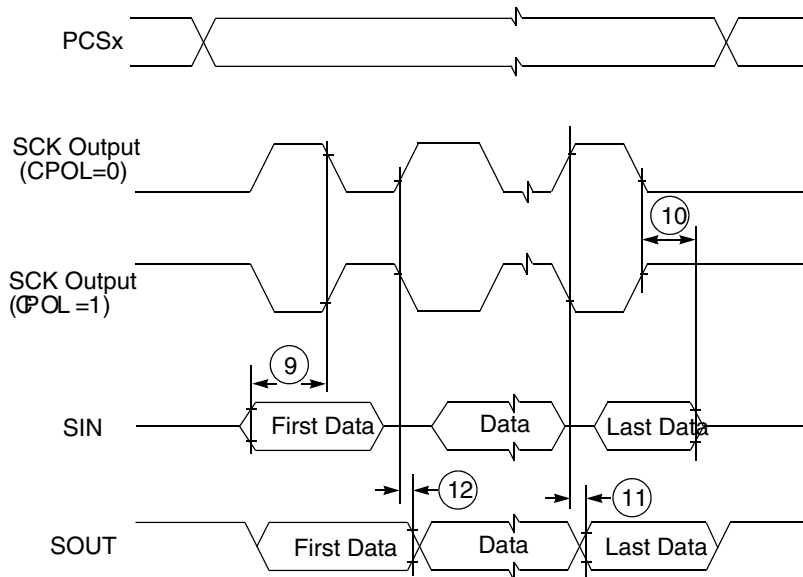 PCSx
SCK Output
(CPOL=0)
10
SCK Output
(CPOL=1)
9
SIN
First Data
Data
Last Data
12
11
SOUT
First Data
Data
Last Data